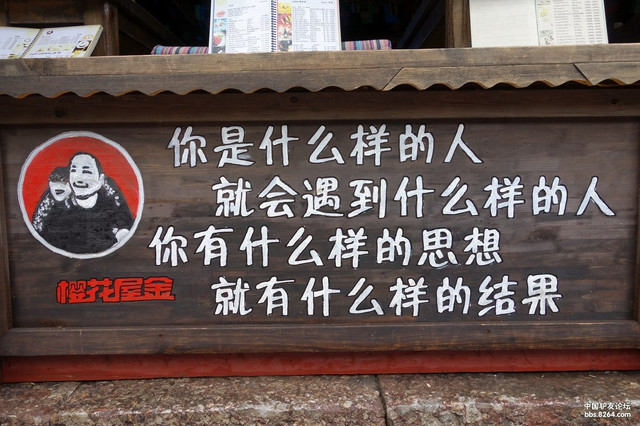 你是什么样的人
就会遇到什么样的人
你有什么样的思想
就有什么样的结果
樱花屋金
中国驴友论坛
bbs.8264.com